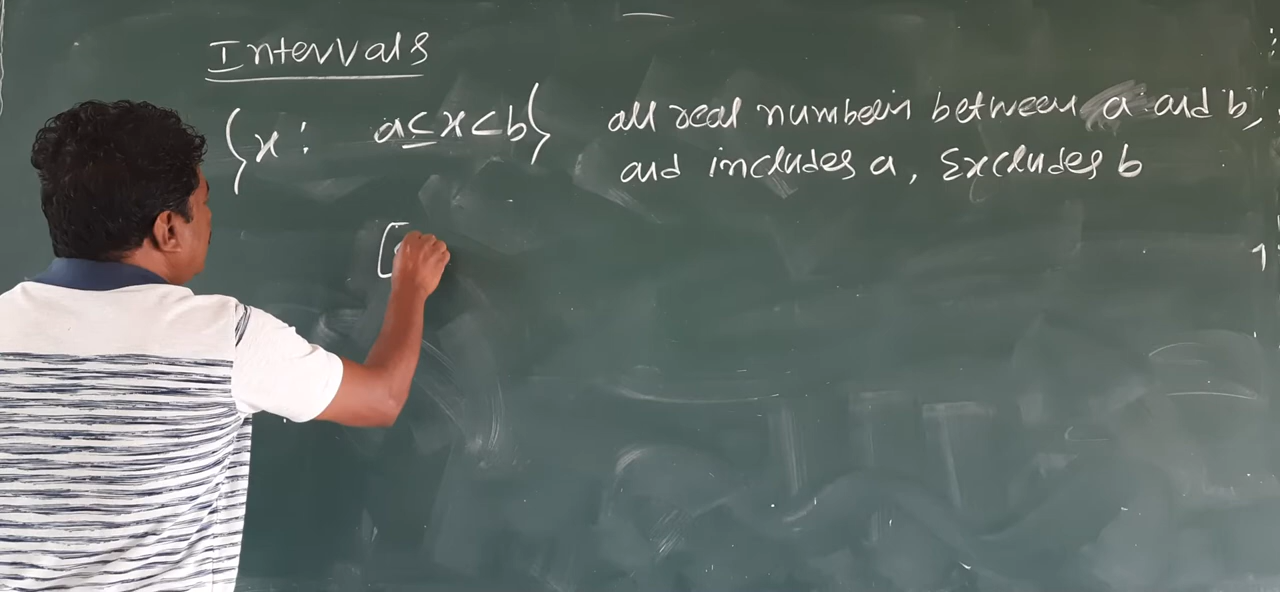 Intervals
{x: a≤x<b} all real numbers between a and b,
and includes a, Excludes b
[